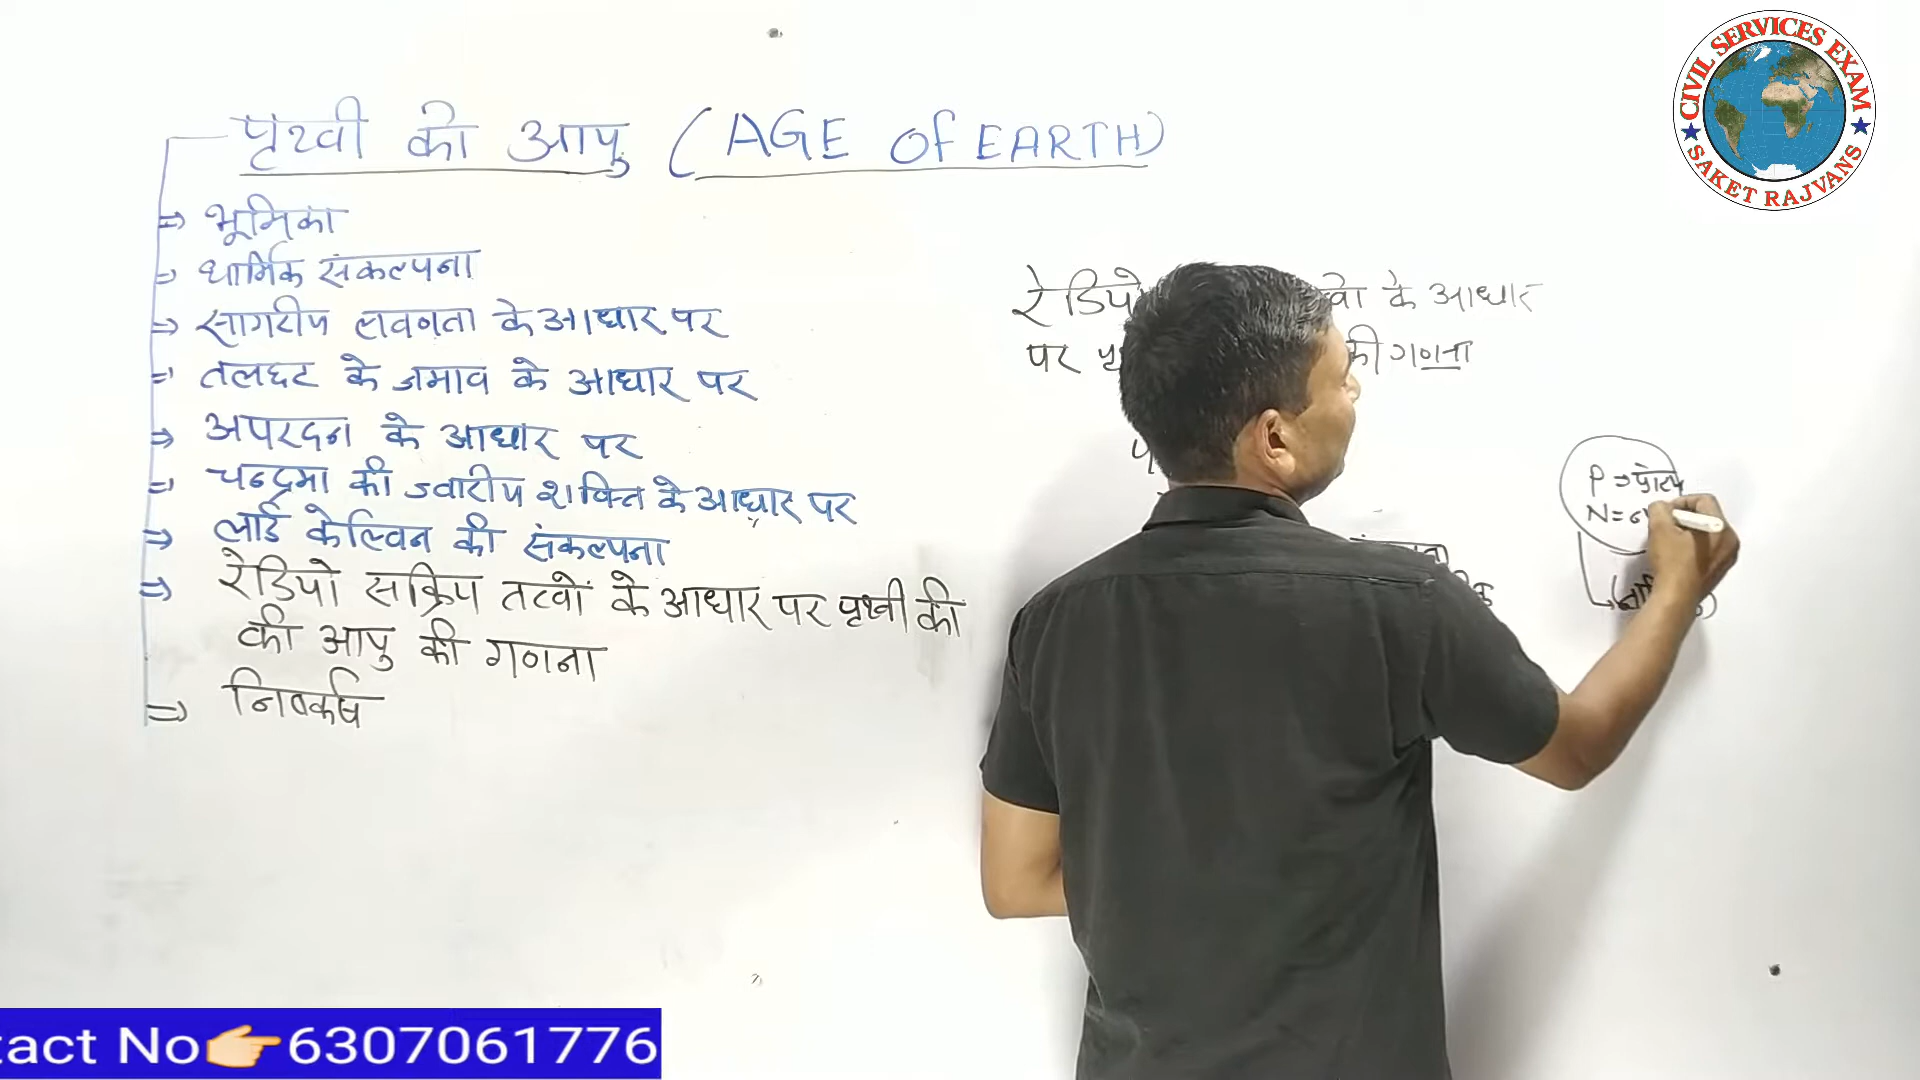 पृथ्वी की आयु (AGE Of EARTH)
⇒ भूमिका
⇒ धार्मिक संकल्पना
⇒ सागरीय लवणता के आधार पर
⇒ तलछट के जमाव के आधार पर
⇒ अपरदन के आधार पर
⇒ चन्द्रमा की ज्वारीय शक्ति के आधार पर
⇒ लार्ड केल्विन की संकल्पना
⇒ रेडियो सक्रिय तत्वों के आधार पर पृथ्वी की
की आयु की गणना
⇒ निष्कर्ष
के आधार
पर की गणना
P ⇒
N =
CIVIL SERVICES EXAM
SAKET RAJVANS
tact No👉6307061776